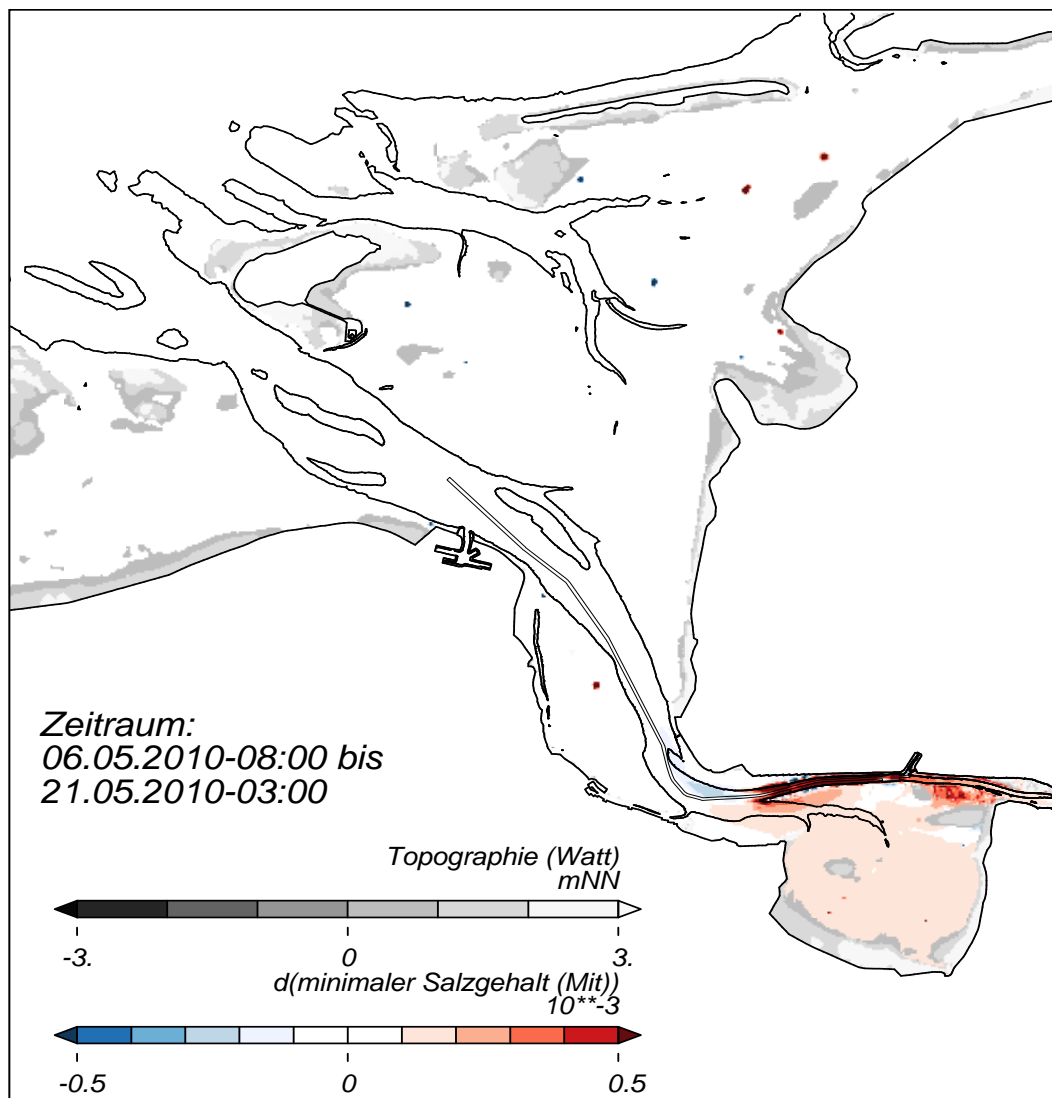 Zeitraum:
06.05.2010-08:00 bis
21.05.2010-03:00
Topographie (Watt)
mNN
-3. 0 3.
d(minimaler Salzgehalt (Mit))
10**-3
-0.5 0 0.5